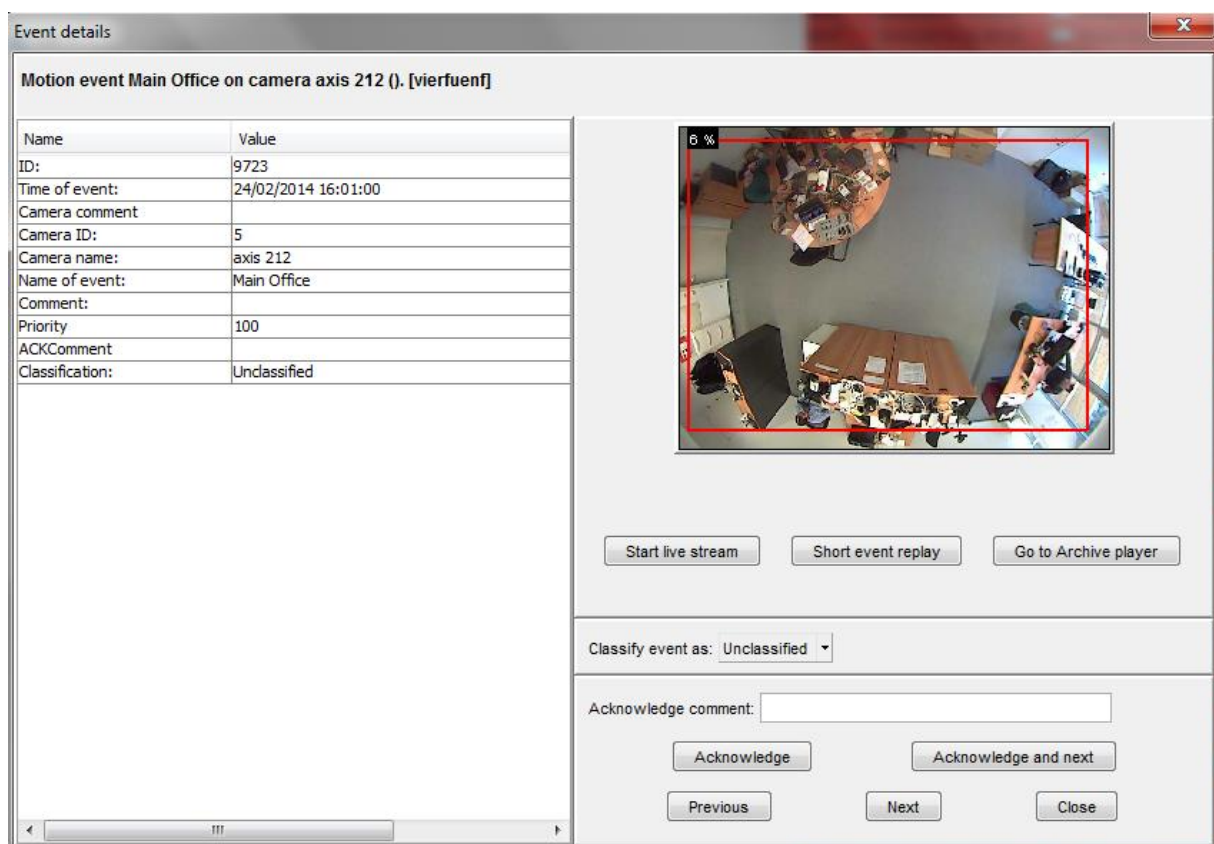 Event details
Motion event Main Office on camera axis 212 (). [vierfuenf]
Name Value
ID: 9723
Time of event: 24/02/2014 16:01:00
Camera comment
Camera ID: 5
Camera name: axis 212
Name of event: Main Office
Comment:
Priority 100
ACKComment
Classification: Unclassified
6 %
Start live stream Short event replay Go to Archive player
Classify event as: Unclassified
Acknowledge comment:
Acknowledge Acknowledge and next
Previous Next Close